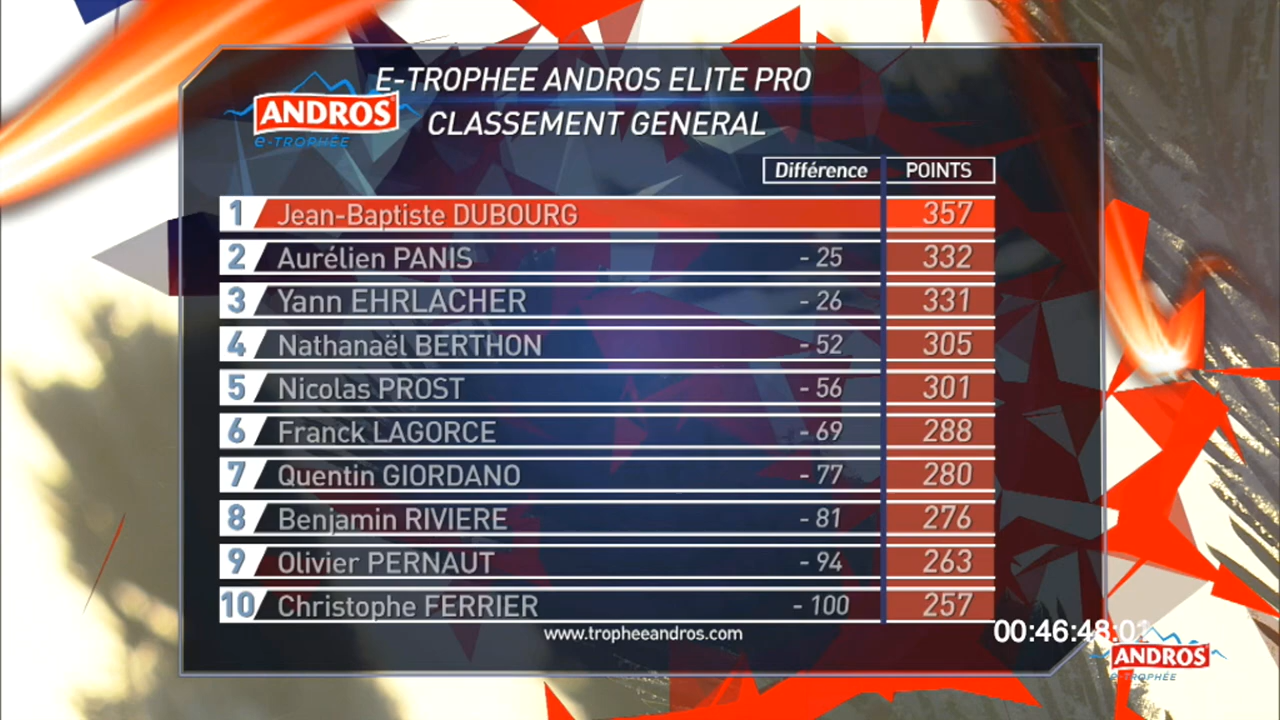 E-TROPHEE ANDROS ELITE PRO
ANDROS
e-TROPHÉE
CLASSEMENT GENERAL
Différence POINTS
1 Jean-Baptiste DUBOURG 357
2 Aurélien PANIS - 25 332
3 Yann EHRLACHER - 26 331
4 Nathanaël BERTHON - 52 305
5 Nicolas PROST - 56 301
6 Franck LAGORCE - 69 288
7 Quentin GIORDANO - 77 280
8 Benjamin RIVIERE - 81 276
9 Olivier PERNAUT - 94 263
10 Christophe FERRIER - 100 257
www.tropheeandros.com
00:46:48:01
ANDROS
e-TROPHÉE